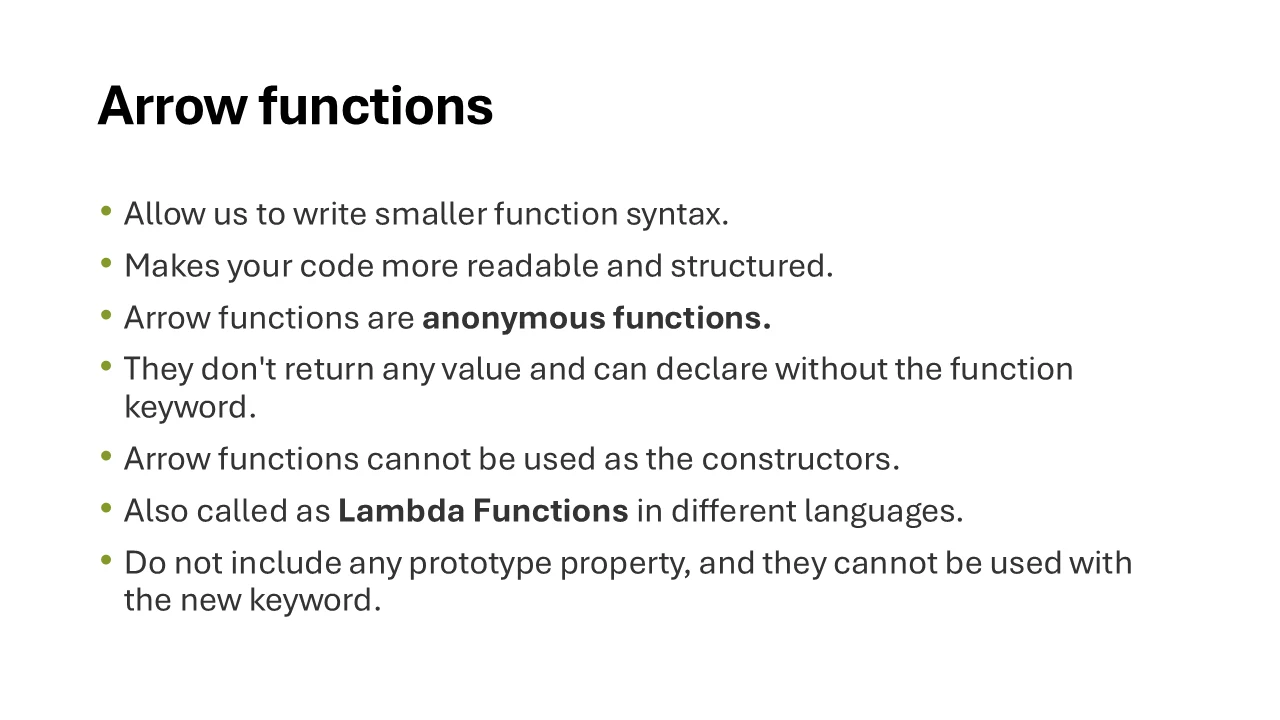 Arrow functions
• Allow us to write smaller function syntax.
• Makes your code more readable and structured.
• Arrow functions are anonymous functions.
• They don't return any value and can declare without the function
keyword.
• Arrow functions cannot be used as the constructors.
• Also called as Lambda Functions in different languages.
• Do not include any prototype property, and they cannot be used with
the new keyword.